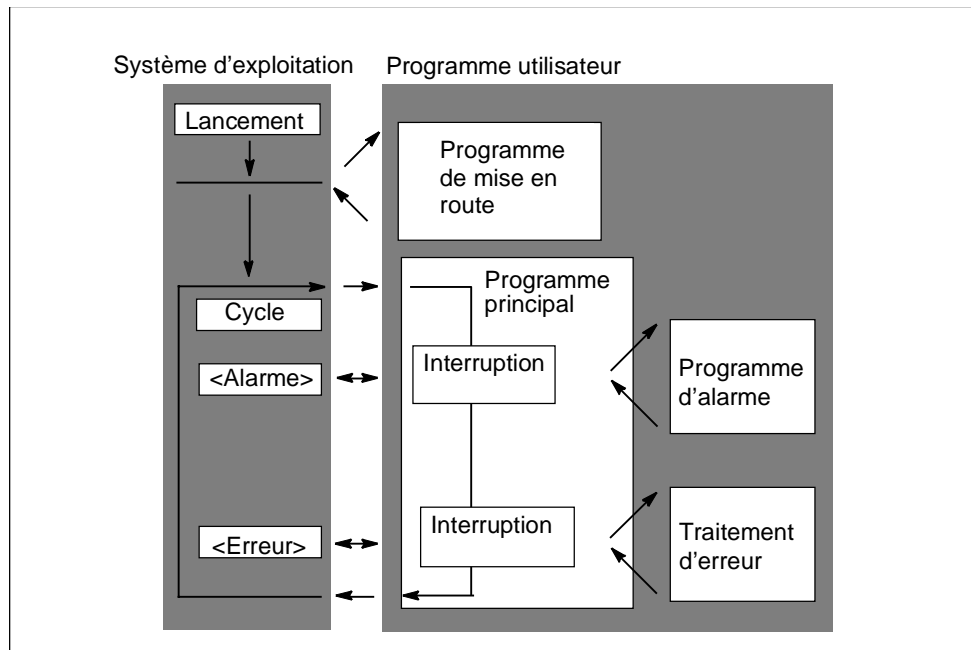 Système d'exploitation
Programme utilisateur
Lancement
Programme
de mise en
route
Programme
principal
Cycle
Interruption
<Alarme>
Programme
d'alarme
Interruption
<Erreur>
Traitement
d'erreur